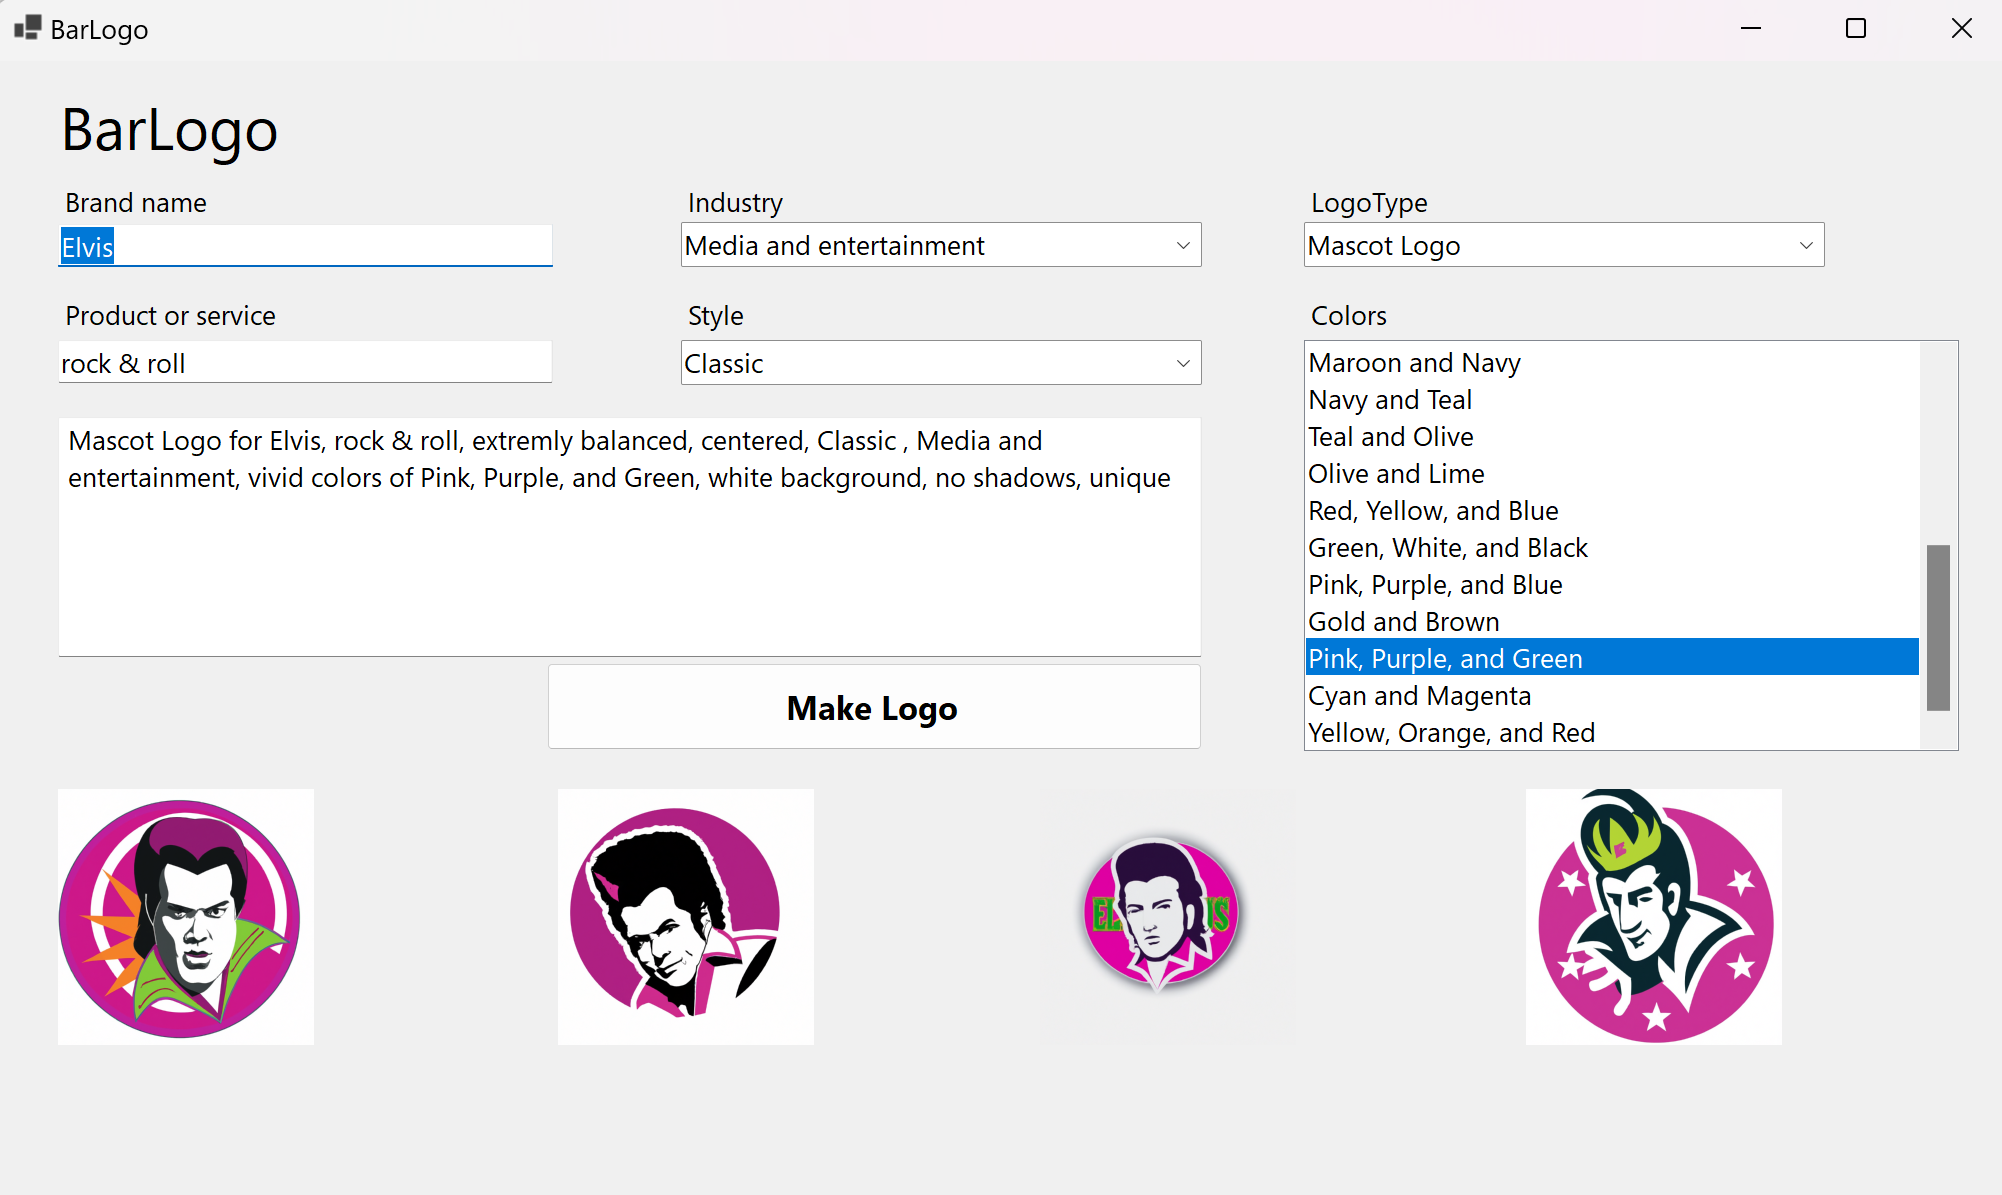 BarLogo
BarLogo
Brand name
Industry
LogoType
Elvis
Media and entertainment
Mascot Logo
Product or service
Style
Colors
rock & roll
Classic
Maroon and Navy
Navy and Teal
Teal and Olive
Olive and Lime
Red, Yellow, and Blue
Green, White, and Black
Pink, Purple, and Blue
Gold and Brown
Pink, Purple, and Green
Cyan and Magenta
Yellow, Orange, and Red
Mascot Logo for Elvis, rock & roll, extremly balanced, centered, Classic , Media and
entertainment, vivid colors of Pink, Purple, and Green, white background, no shadows, unique
Make Logo